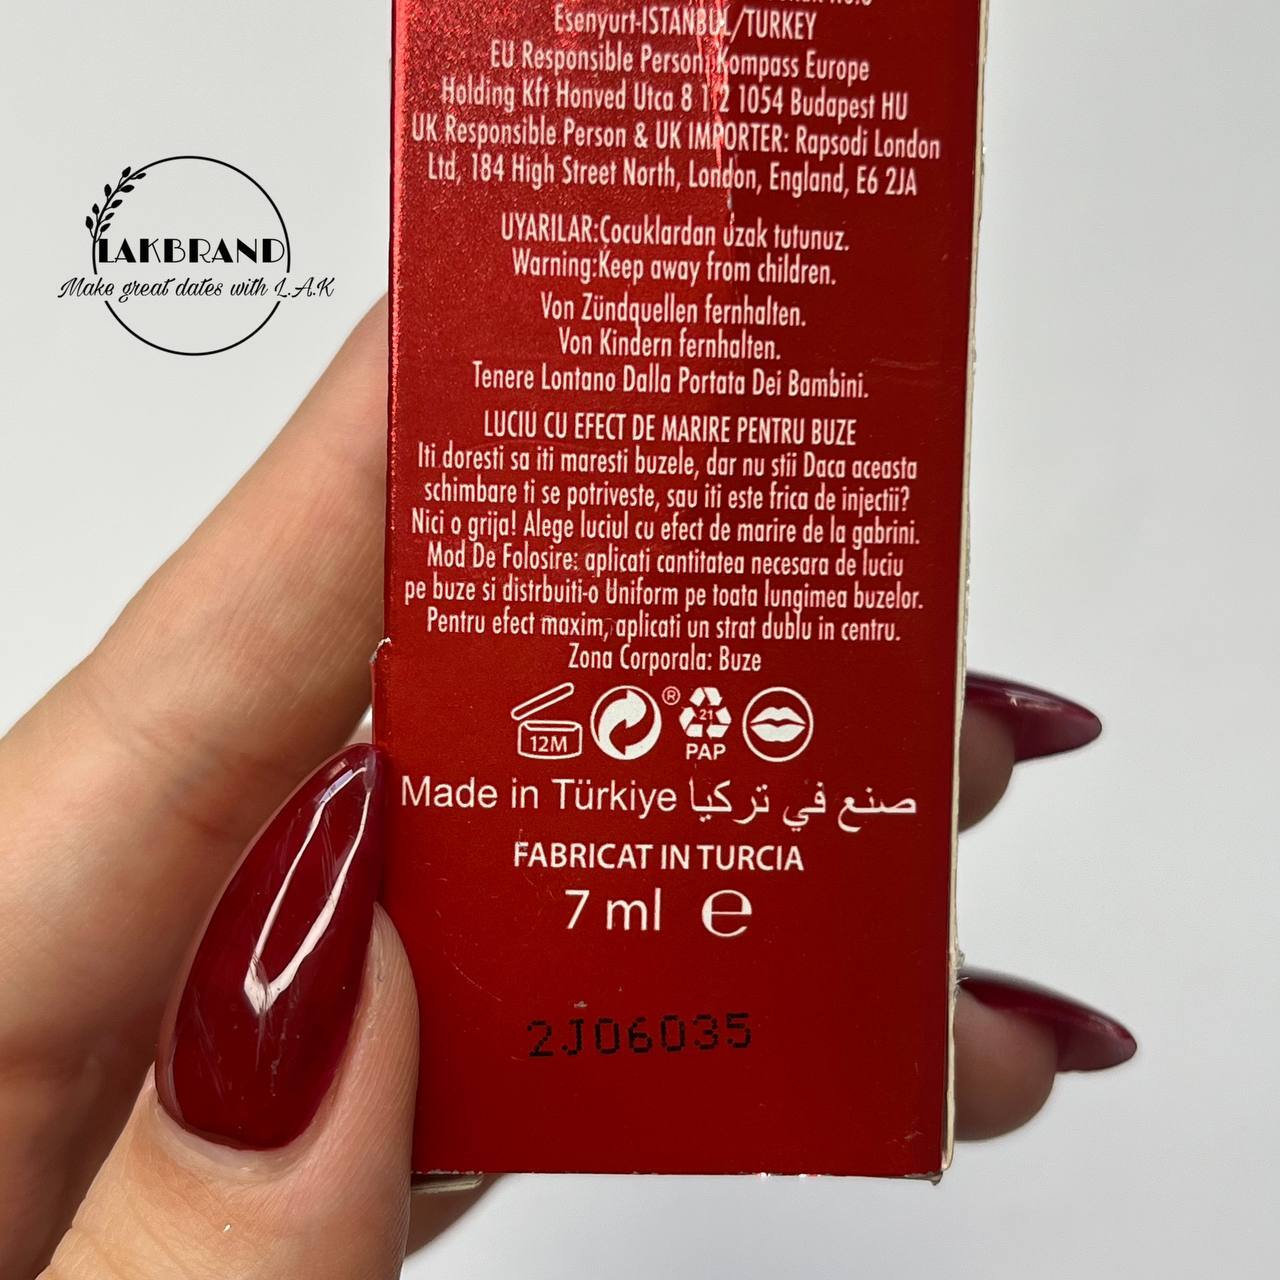 Esenyurt-ISTANBUL/TURKEY
EU Responsible Person: Kompass Europe
Holding Kft Honved Utca 8 1/2 1054 Budapest HU
UK Responsible Person & UK IMPORTER: Rapsodi London
Ltd, 184 High Street North, London, England, E6 2JA
UYARILAR:Cocuklardan uzak tutunuz.
Warning:Keep away from children.
Von Zündquellen fernhalten.
Von Kindern fernhalten.
Tenere Lontano Dalla Portata Dei Bambini.
LUCIU CU EFECT DE MARIRE PENTRU BUZE
Iti doresti sa iti maresti buzele, dar nu stii Daca aceasta
schimbare ti se potriveste, sau iti este frica de injectii?
Nici o grija! Alege luciul cu efect de marire de la gabrini.
Mod De Folosire: aplicati cantitatea necesara de luciu
pe buze si distrbuiti-o Uniform pe toata lungimea buzelor.
Pentru efect maxim, aplicati un strat dublu in centru.
Zona Corporala: Buze
12M ® 21
PAP
Made in Türkiye صنع في تركيا
FABRICAT IN TURCIA
7 ml e
2J06035
LAKBRAND
Make great dates with L.A.K